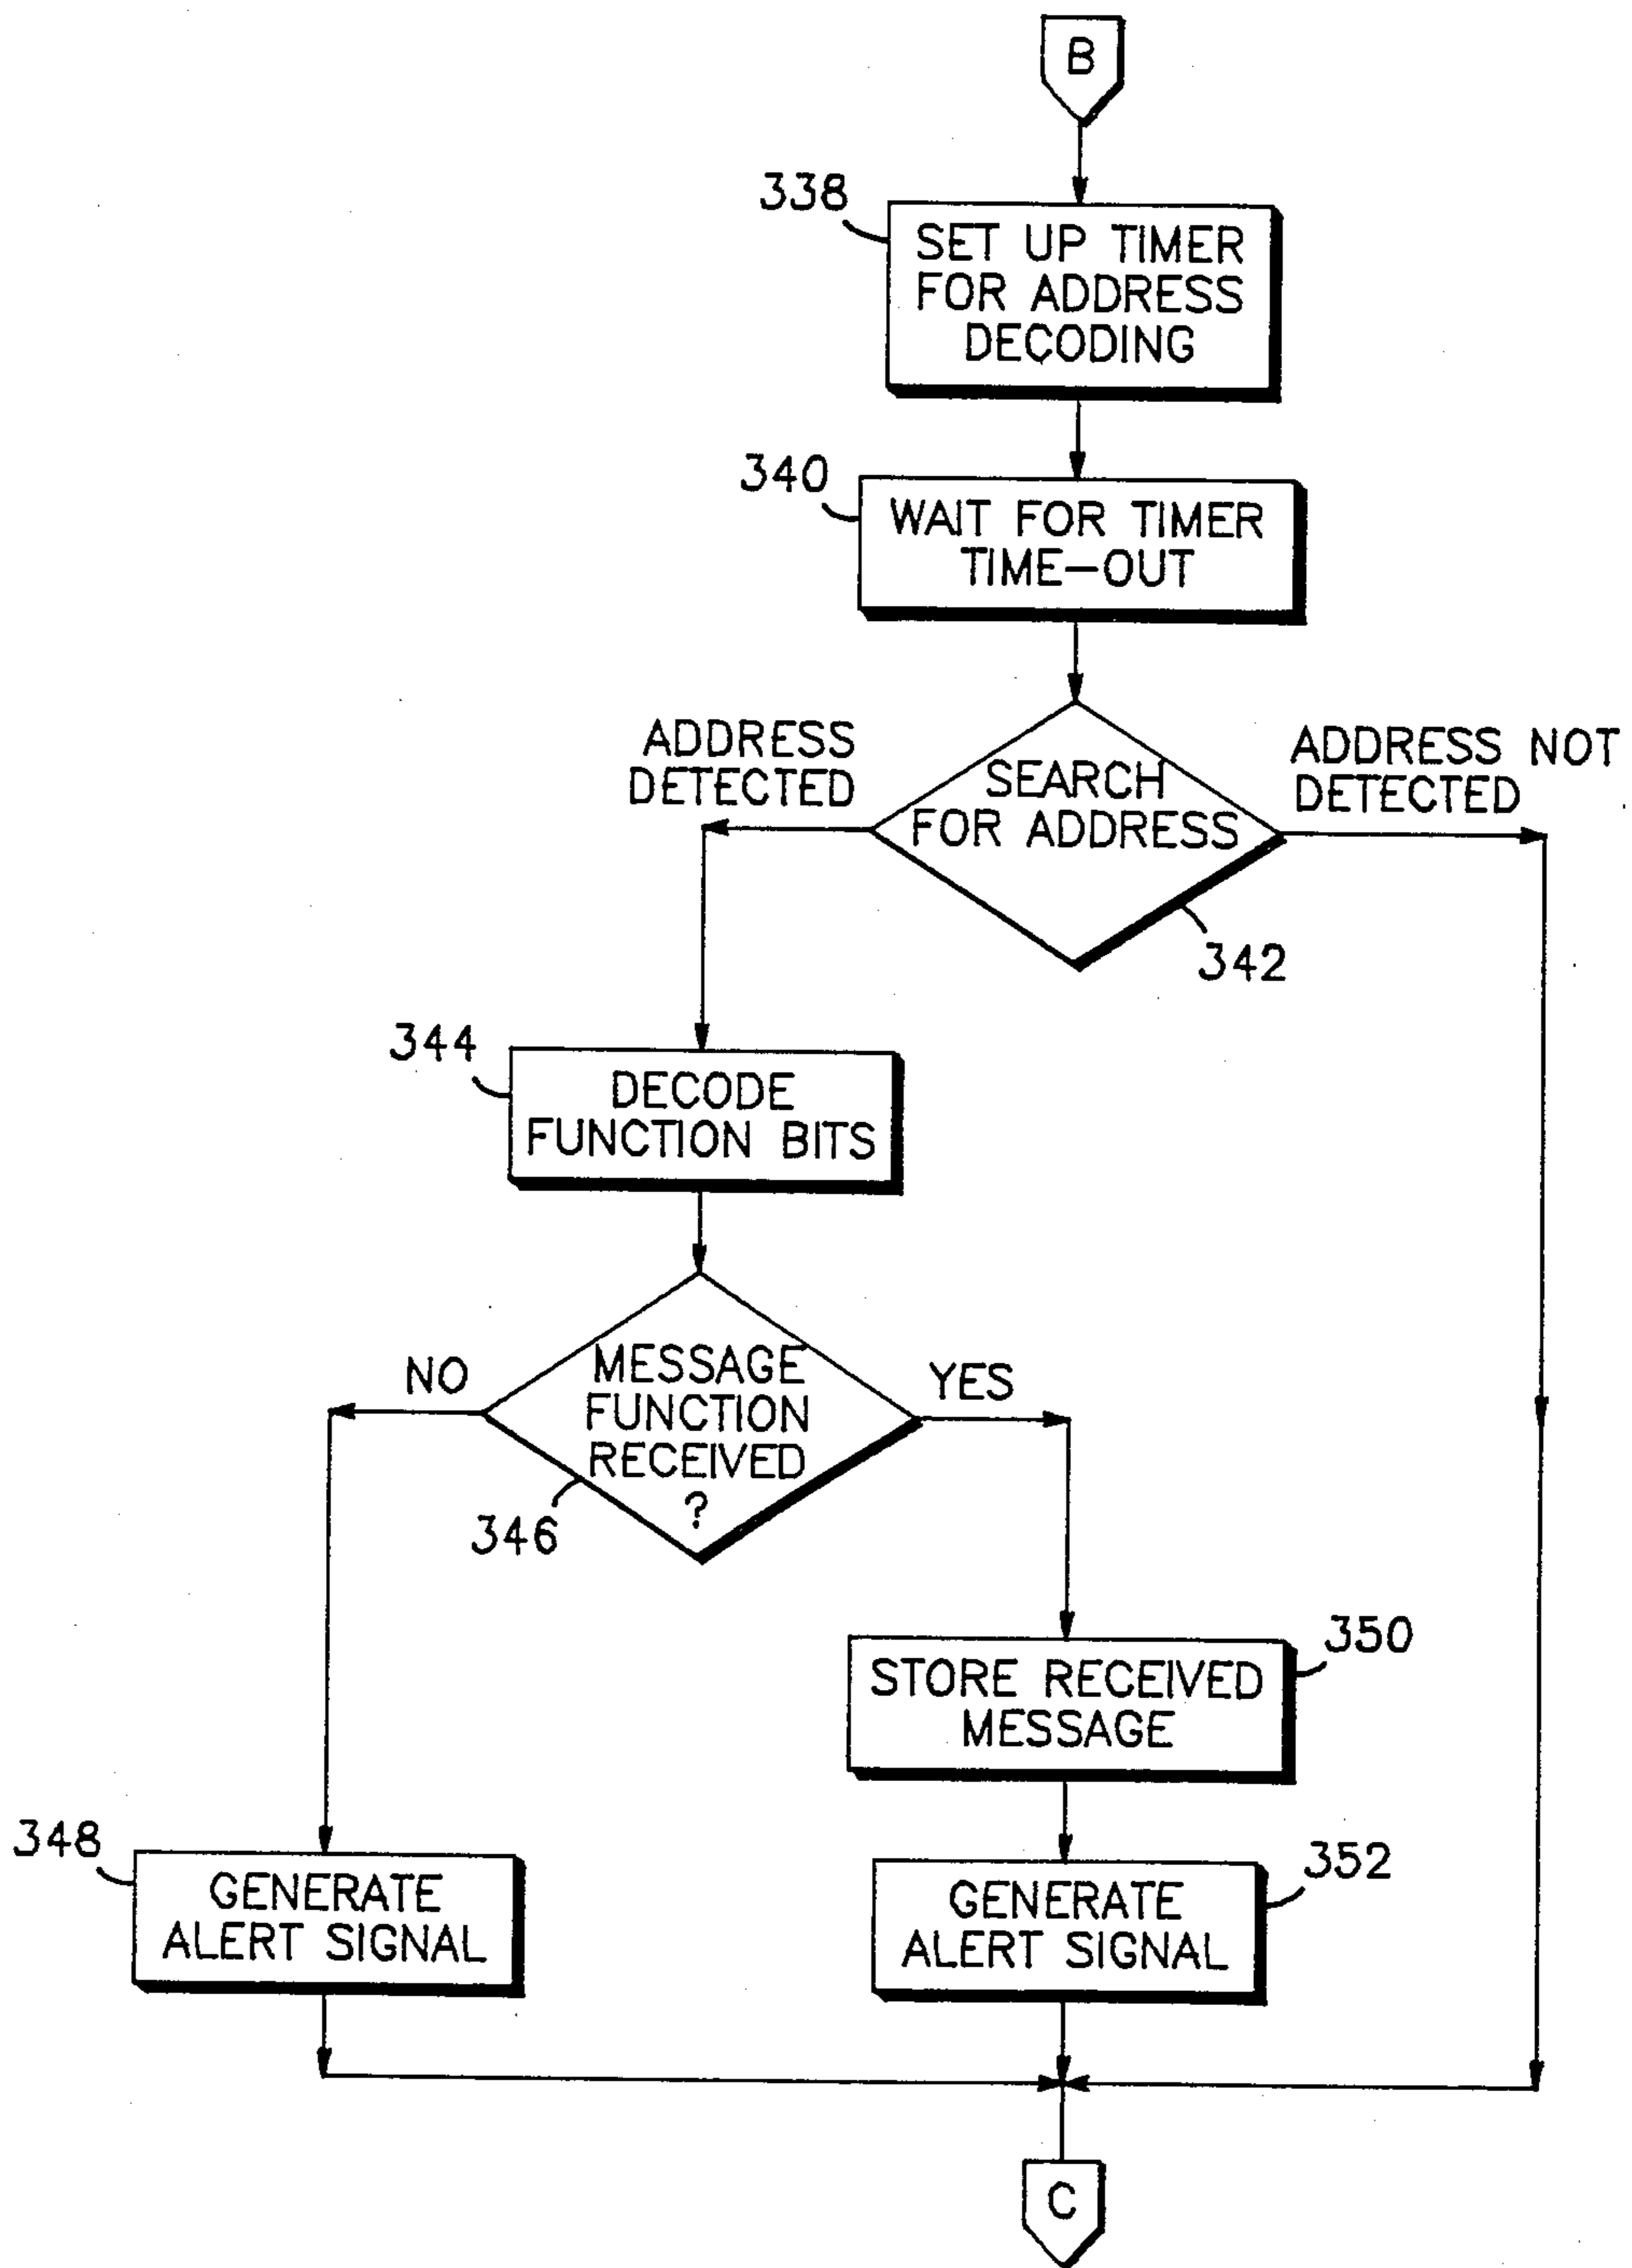 B
338
SET UP TIMER
FOR ADDRESS
DECODING
340
WAIT FOR TIMER
TIME-OUT
ADDRESS
DETECTED
SEARCH
FOR ADDRESS
ADDRESS NOT
DETECTED
342
344
DECODE
FUNCTION BITS
NO
MESSAGE
FUNCTION
RECEIVED
?
YES
346
350
STORE RECEIVED
MESSAGE
348
GENERATE
ALERT SIGNAL
352
GENERATE
ALERT SIGNAL
C